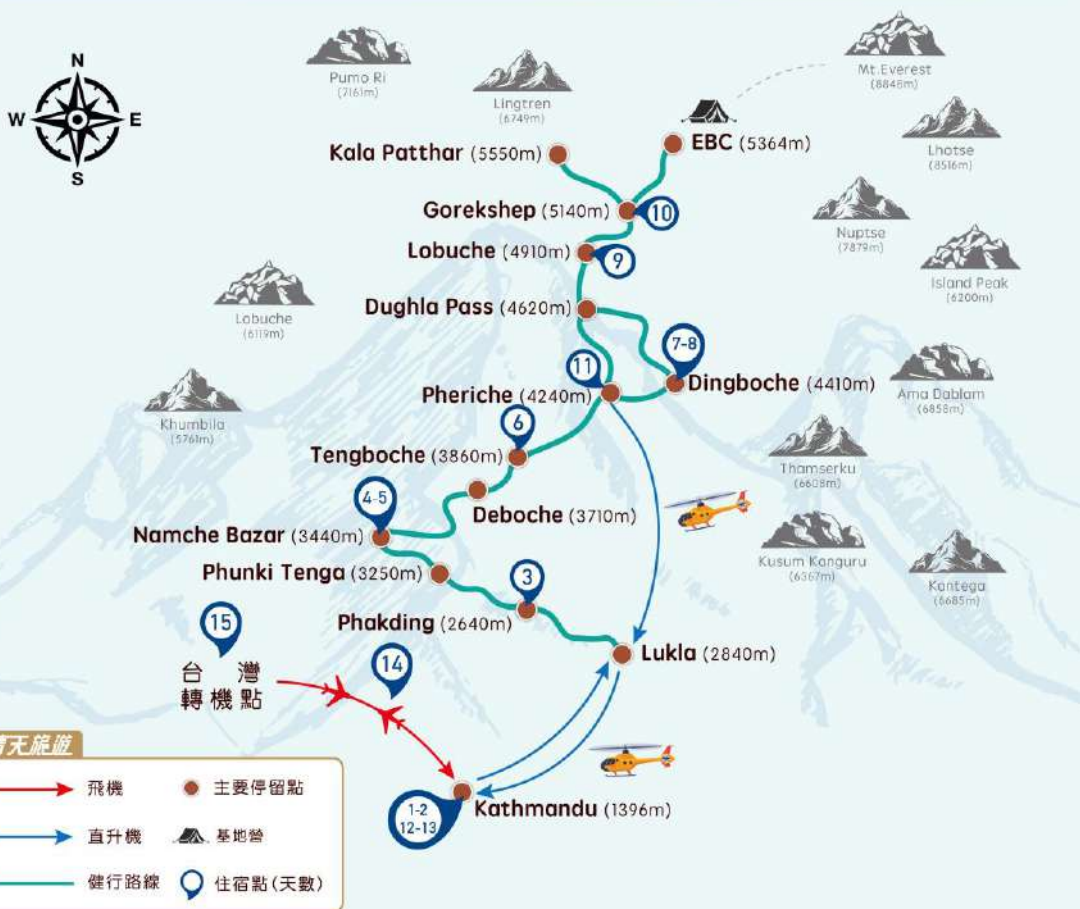 N
W
E
S
Pumo Ri
(7161m)
Lingtren
(6749m)
Mt.Everest
(8848m)
Lhotse
(8516m)
Nuptse
(7879m)
Island Peak
(6200m)
Lobuche
(6119m)
Khumbila
(5761m)
Ama Dablam
(6858m)
Thamserku
(6608m)
Kusum Kanguru
(6367m)
Kantega
(6685m)
Kala Patthar (5550m)
EBC (5364m)
Gorekshep (5140m)
10
Lobuche (4910m)
9
Dughla Pass (4620m)
7-8
Dingboche (4410m)
11
Pheriche (4240m)
6
Tengboche (3860m)
Deboche (3710m)
4-5
Namche Bazar (3440m)
Phunki Tenga (3250m)
3
Phakding (2640m)
Lukla (2840m)
15
台灣
轉機點
14
1-2
12-13
Kathmandu (1396m)
晴天旅遊
飛機
主要停留點
直升機
基地營
健行路線
住宿點(天數)